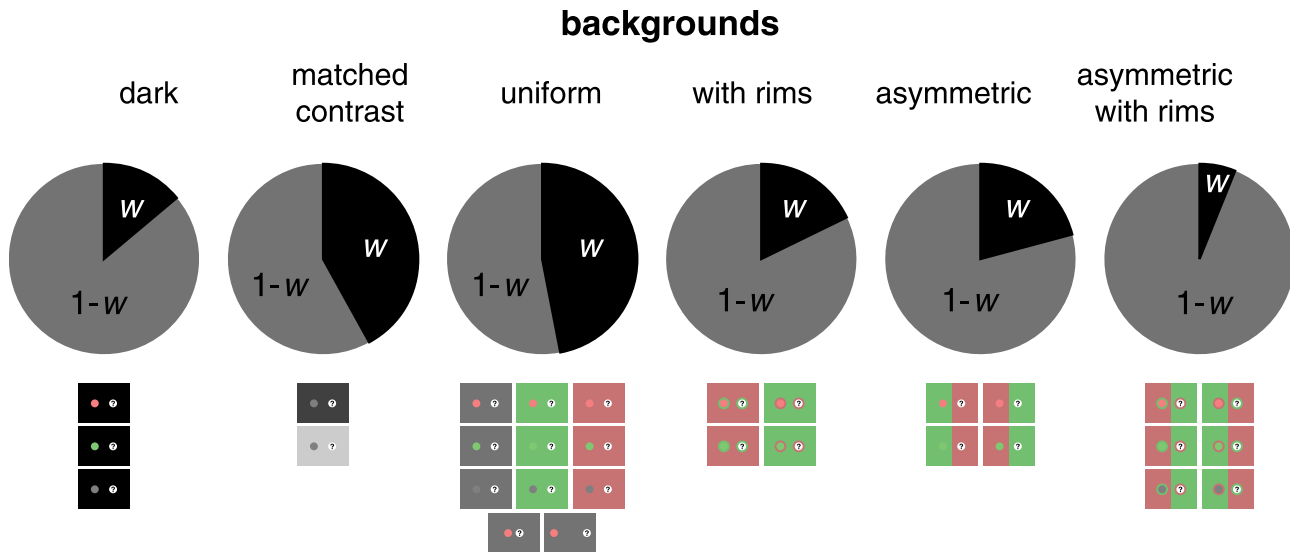 backgrounds
dark
matched
contrast
uniform
with rims
asymmetric
asymmetric
with rims
w
1-w
w
1-w
w
1-w
w
1-w
w
1-w
w
1-w
? ? ? ? ? ? ? ? ? ?
? ? ? ? ? ? ? ? ? ?
? ? ? ? ? ?
? ?